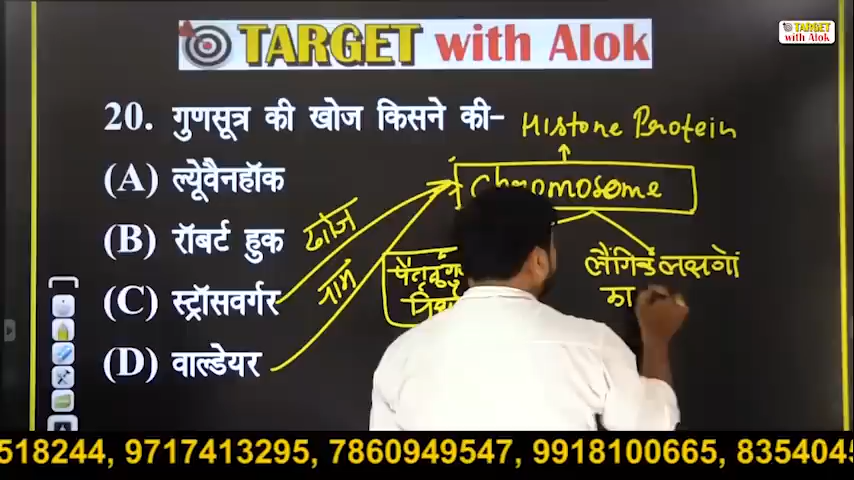 TARGET with Alok
TARGET
with Alok
20. गुणसूत्र की खोज किसने की-
Histone Protein
(A) ल्यूवैनहॉक
Chromosome
(B) रॉबर्ट हुक
खोज
लैंगिक लक्षणों
का
नाम
(C) स्ट्रॉसवर्गर
(D) वाल्डेयर
518244, 9717413295, 7860949547, 9918100665, 835404